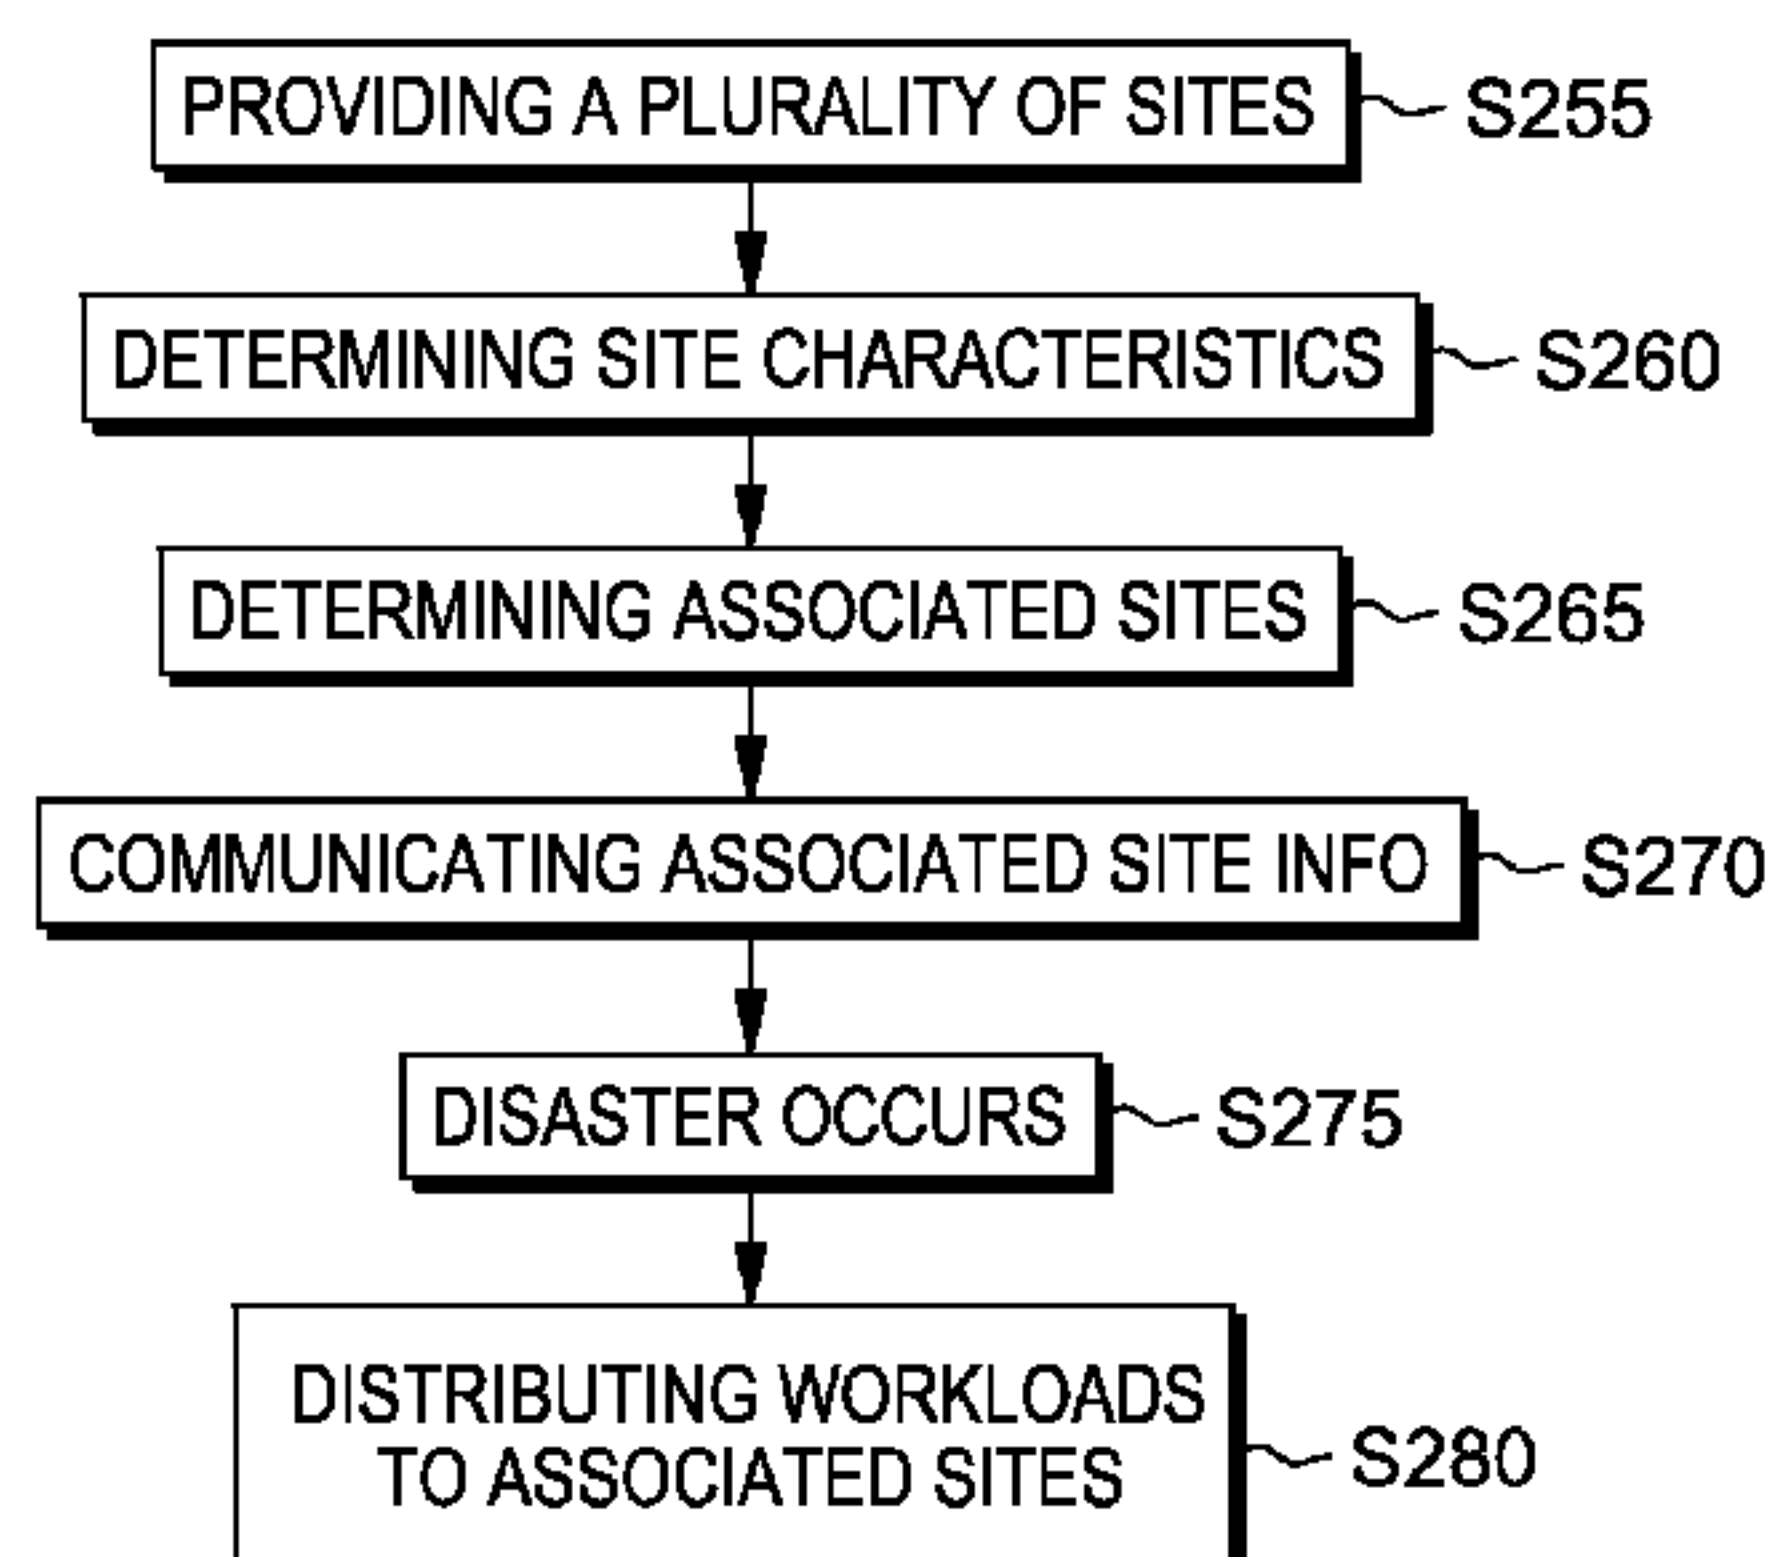 PROVIDING A PLURALITY OF SITES S255
DETERMINING SITE CHARACTERISTICS S260
DETERMINING ASSOCIATED SITES S265
COMMUNICATING ASSOCIATED SITE INFO S270
DISASTER OCCURS S275
DISTRIBUTING WORKLOADS
TO ASSOCIATED SITES S280